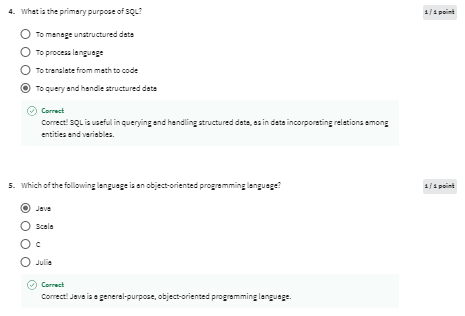 4. What is the primary purpose of SQL?
1 / 1 point
To manage unstructured data
To process language
To translate from math to code
To query and handle structured data
Correct
Correct! SQL is useful in querying and handling structured data, as in data incorporating relations among
entities and variables.
5. Which of the following language is an object-oriented programming language?
1 / 1 point
Java
Scala
C
Julia
Correct
Correct! Java is a general-purpose, object-oriented programming language.